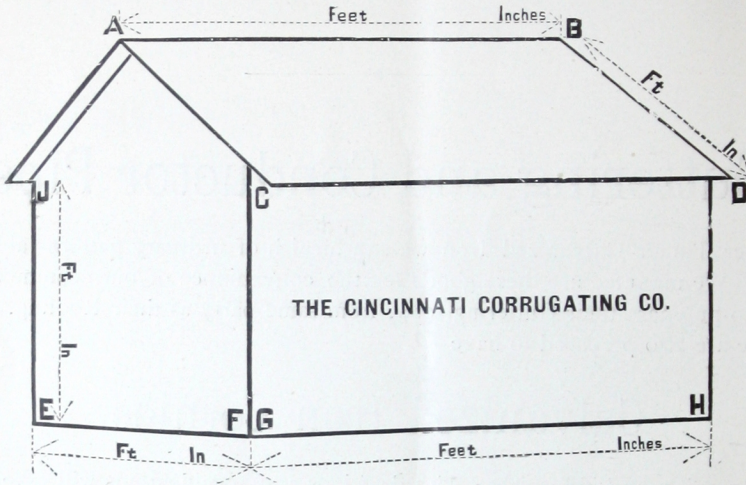 A Feet Inches B
Ft
In
J C D
Ft
In
THE CINCINNATI CORRUGATING CO.
E F G H
Ft In Feet Inches